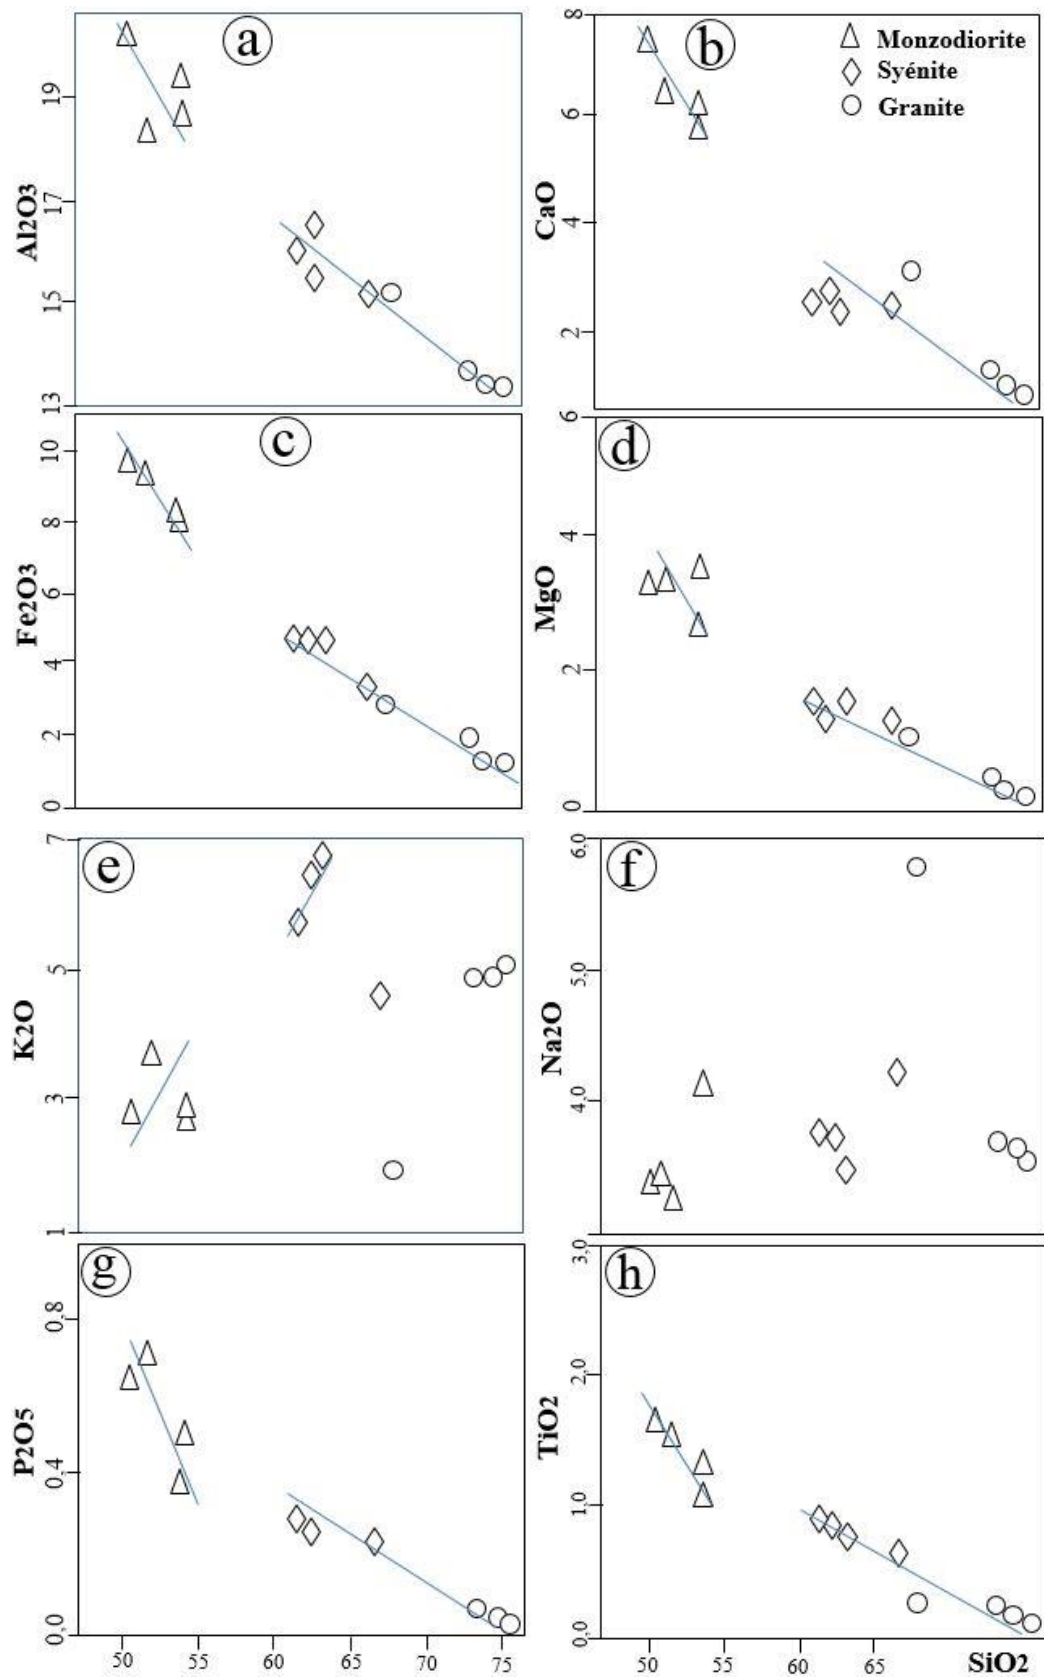 a
19
17
15
13
Al2O3
b
8
6
4
2
CaO
Monzodiorite
Syénite
Granite
c
10
8
6
4
2
0
Fe2O3
d
6
4
2
0
MgO
e
7
5
3
1
K2O
f
6,0
5,0
4,0
Na2O
g
0,8
0,4
0,0
P2O5
50 55 60 65 70 75
h
3,0
2,0
1,0
0,0
TiO2
50 60 65 SiO2